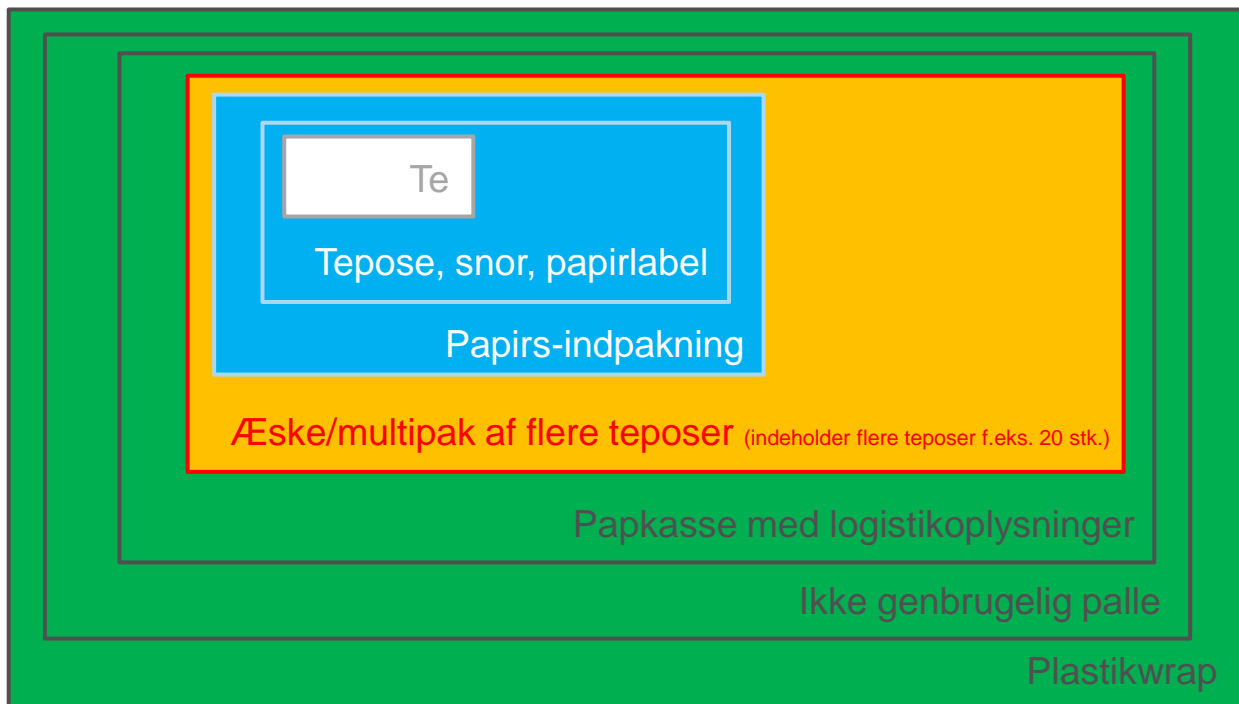 Te
Tepose, snor, papirlabel
Papirs-indpakning
Æske/multipak af flere teposer (indeholder flere teposer f.eks. 20 stk.)
Papkasse med logistikoplysninger
Ikke genbrugelig palle
Plastikwrap